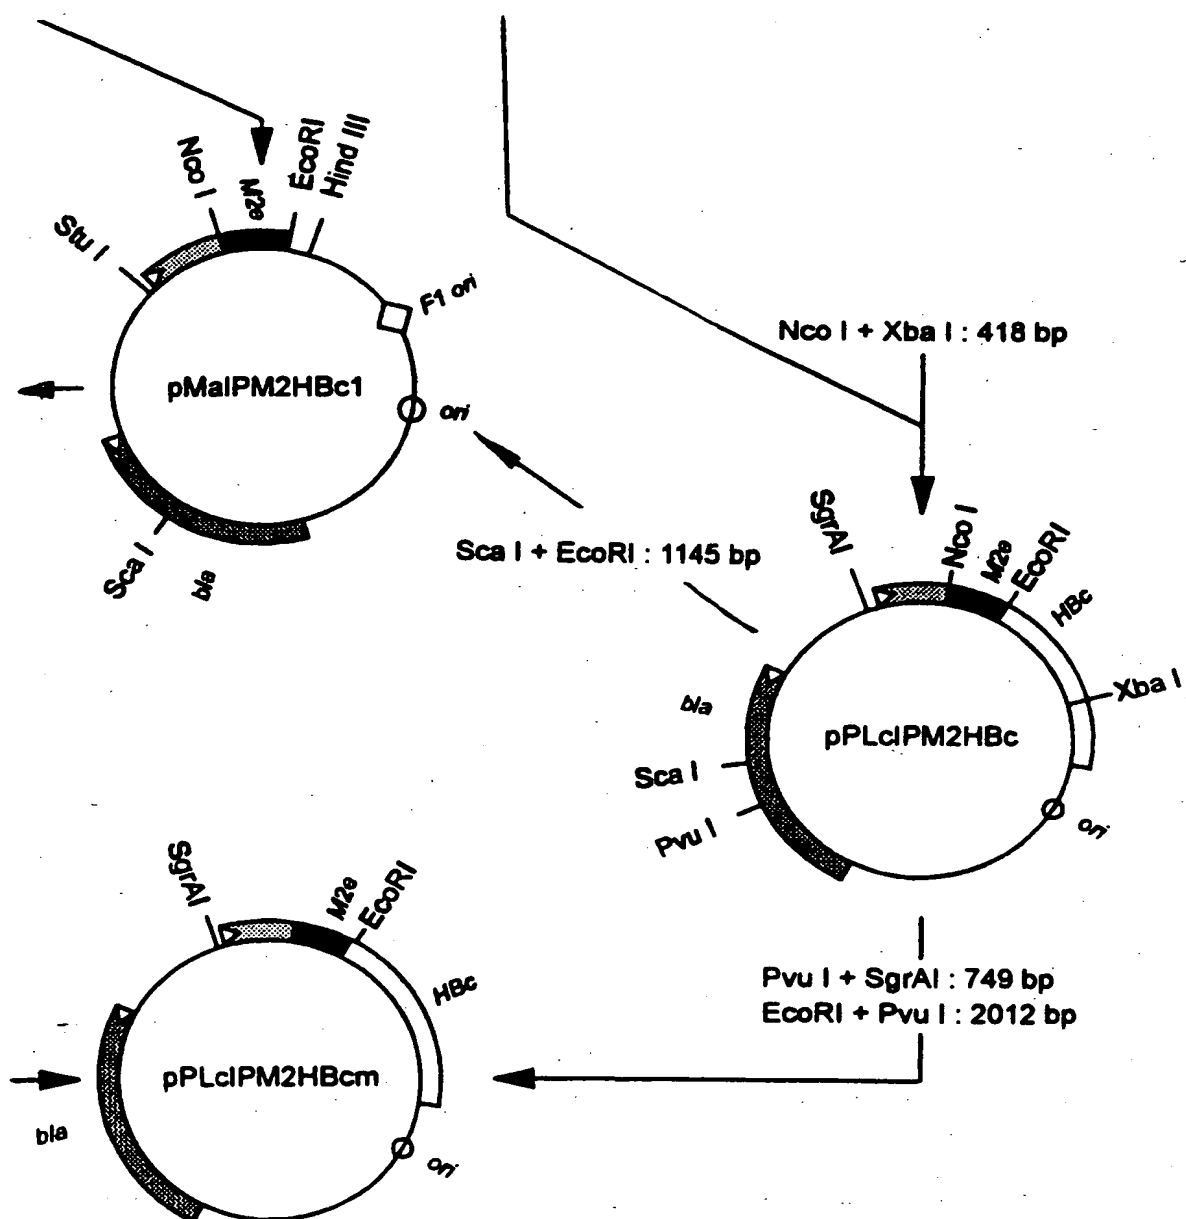 Nco I
M2e
EcoRI
Hind III
Stu I
F1 ori
pMalPM2HBc1
ori
Sca I
bla
Nco I + Xba I : 418 bp
Sca I + EcoRI : 1145 bp
SgrAI
Nco I
M2e
EcoRI
HBc
Xba I
bla
pPLcIPM2HBc
Sca I
Pvu I
ori
Pvu I + SgrAI : 749 bp
EcoRI + Pvu I : 2012 bp
SgrAI
M2e
EcoRI
HBc
pPLcIPM2HBcm
bla
ori